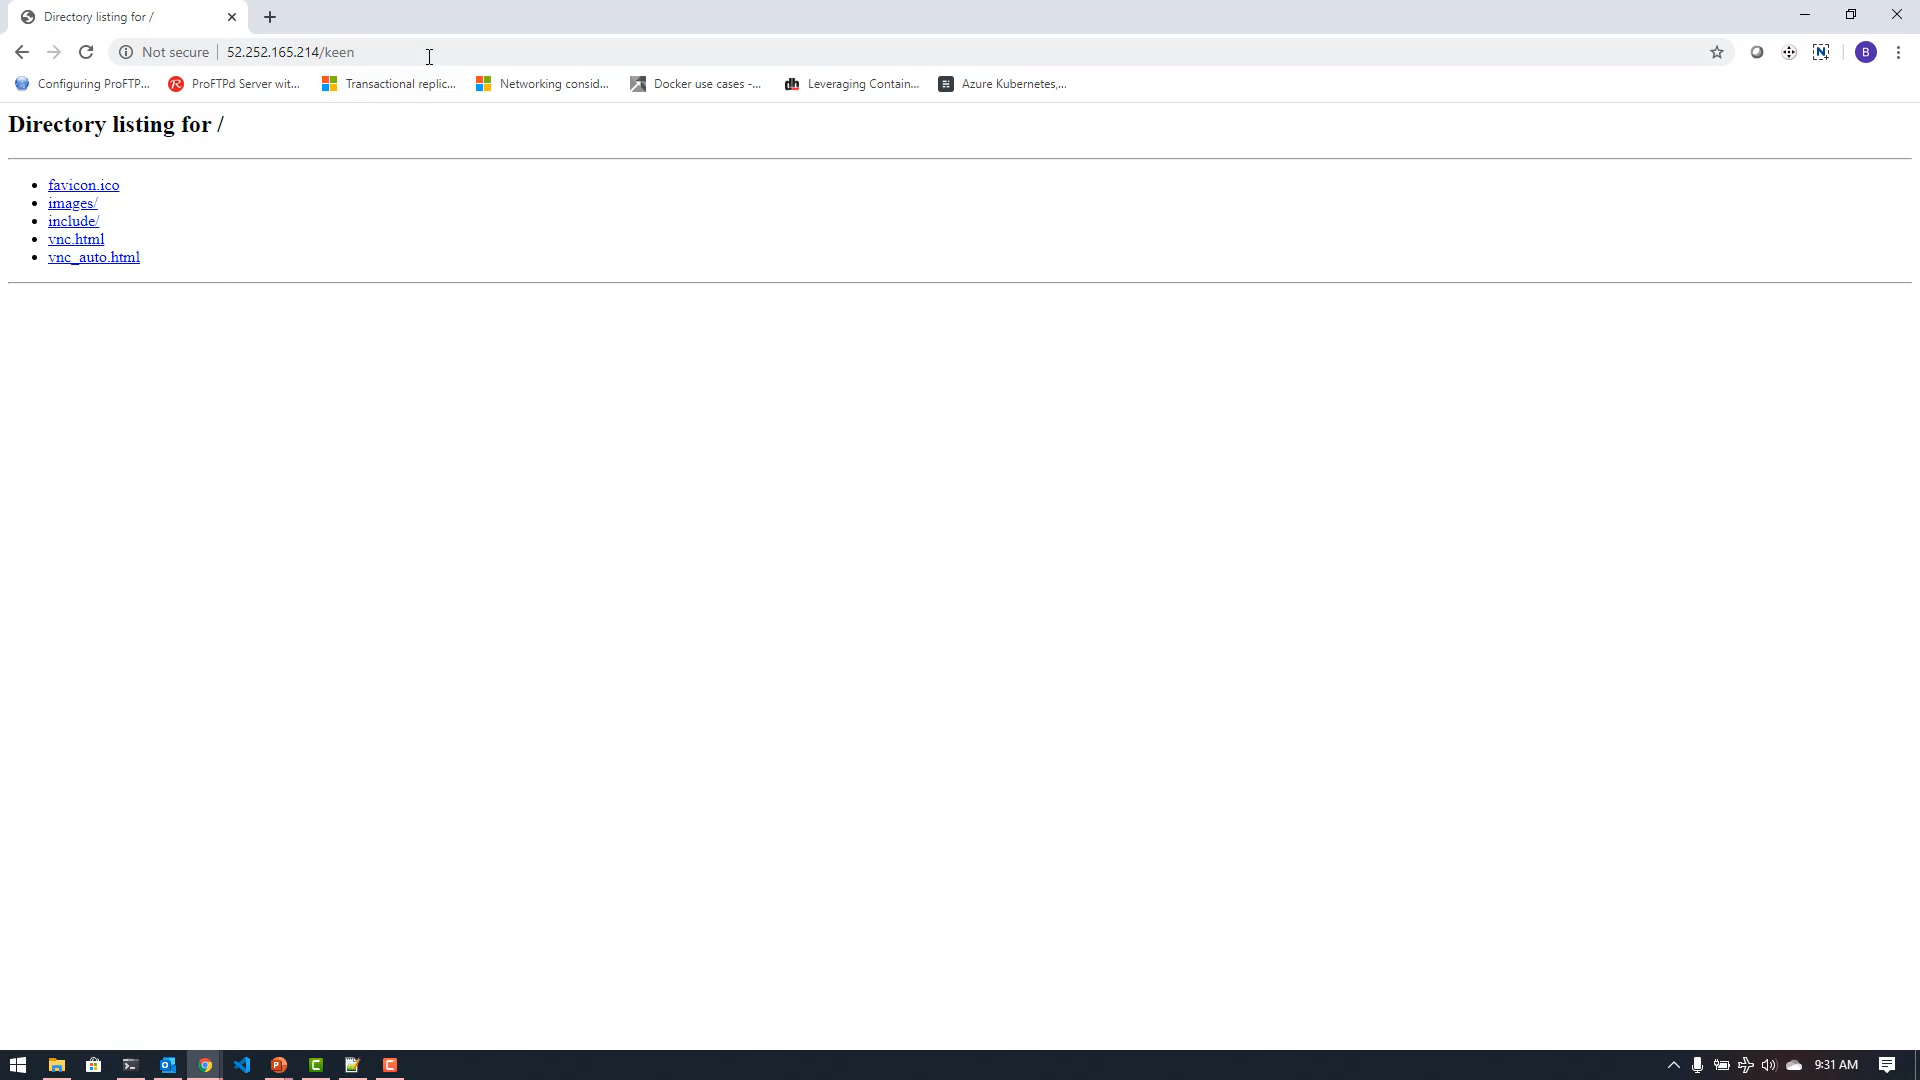 Directory listing for /
Not secure
52.252.165.214/keen
B
Configuring ProFTP...
ProFTPd Server wit...
Transactional replic...
Networking consid...
Docker use cases -...
Leveraging Contain...
Azure Kubernetes,...
Directory listing for /
favicon.ico
images/
include/
vnc.html
vnc_auto.html
9:31 AM